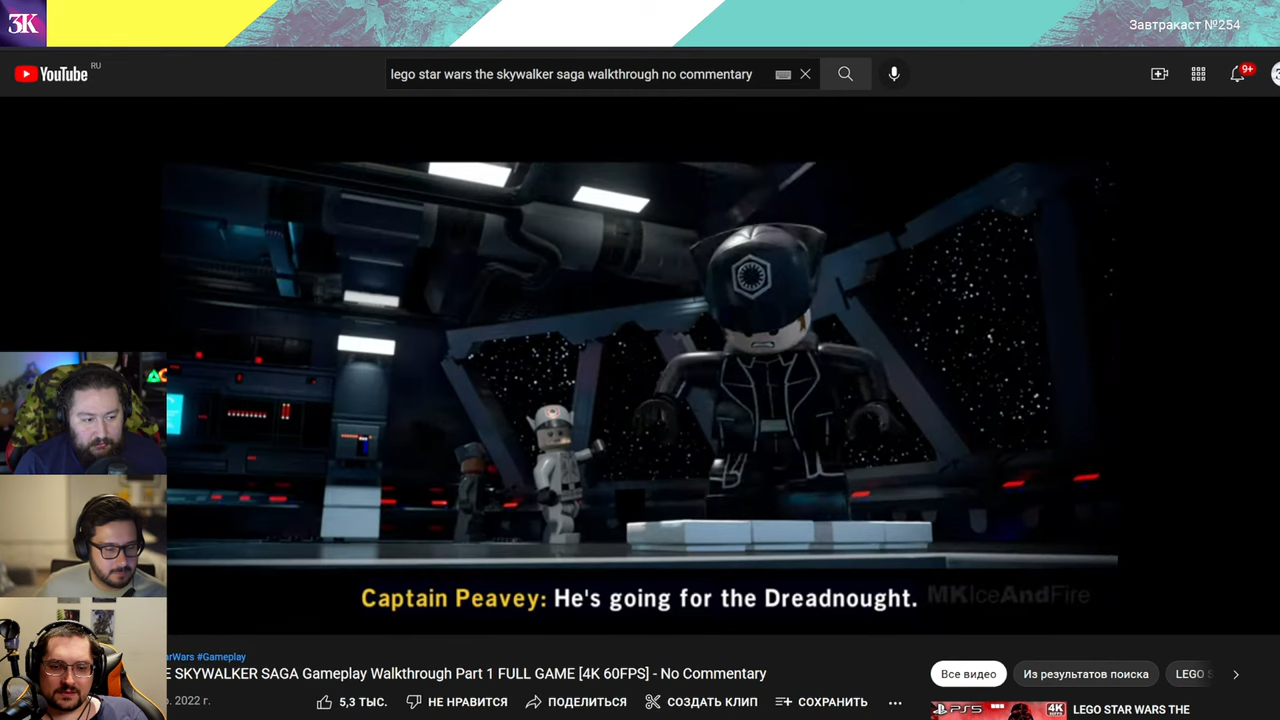 3K
Завтракаст №254
YouTube
RU
lego star wars the skywalker saga walkthrough no commentary
9+
Captain Peavey: He's going for the Dreadnought.
MKIceAndFire
arWars #Gameplay
E SKYWALKER SAGA Gameplay Walkthrough Part 1 FULL GAME [4K 60FPS] - No Commentary
р. 2022 г.
5,3 ТЫС.
НЕ НРАВИТСЯ
ПОДЕЛИТЬСЯ
СОЗДАТЬ КЛИП
СОХРАНИТЬ
Все видео
Из результатов поиска
LEGO S
PS5
4K
LEGO STAR WARS THE